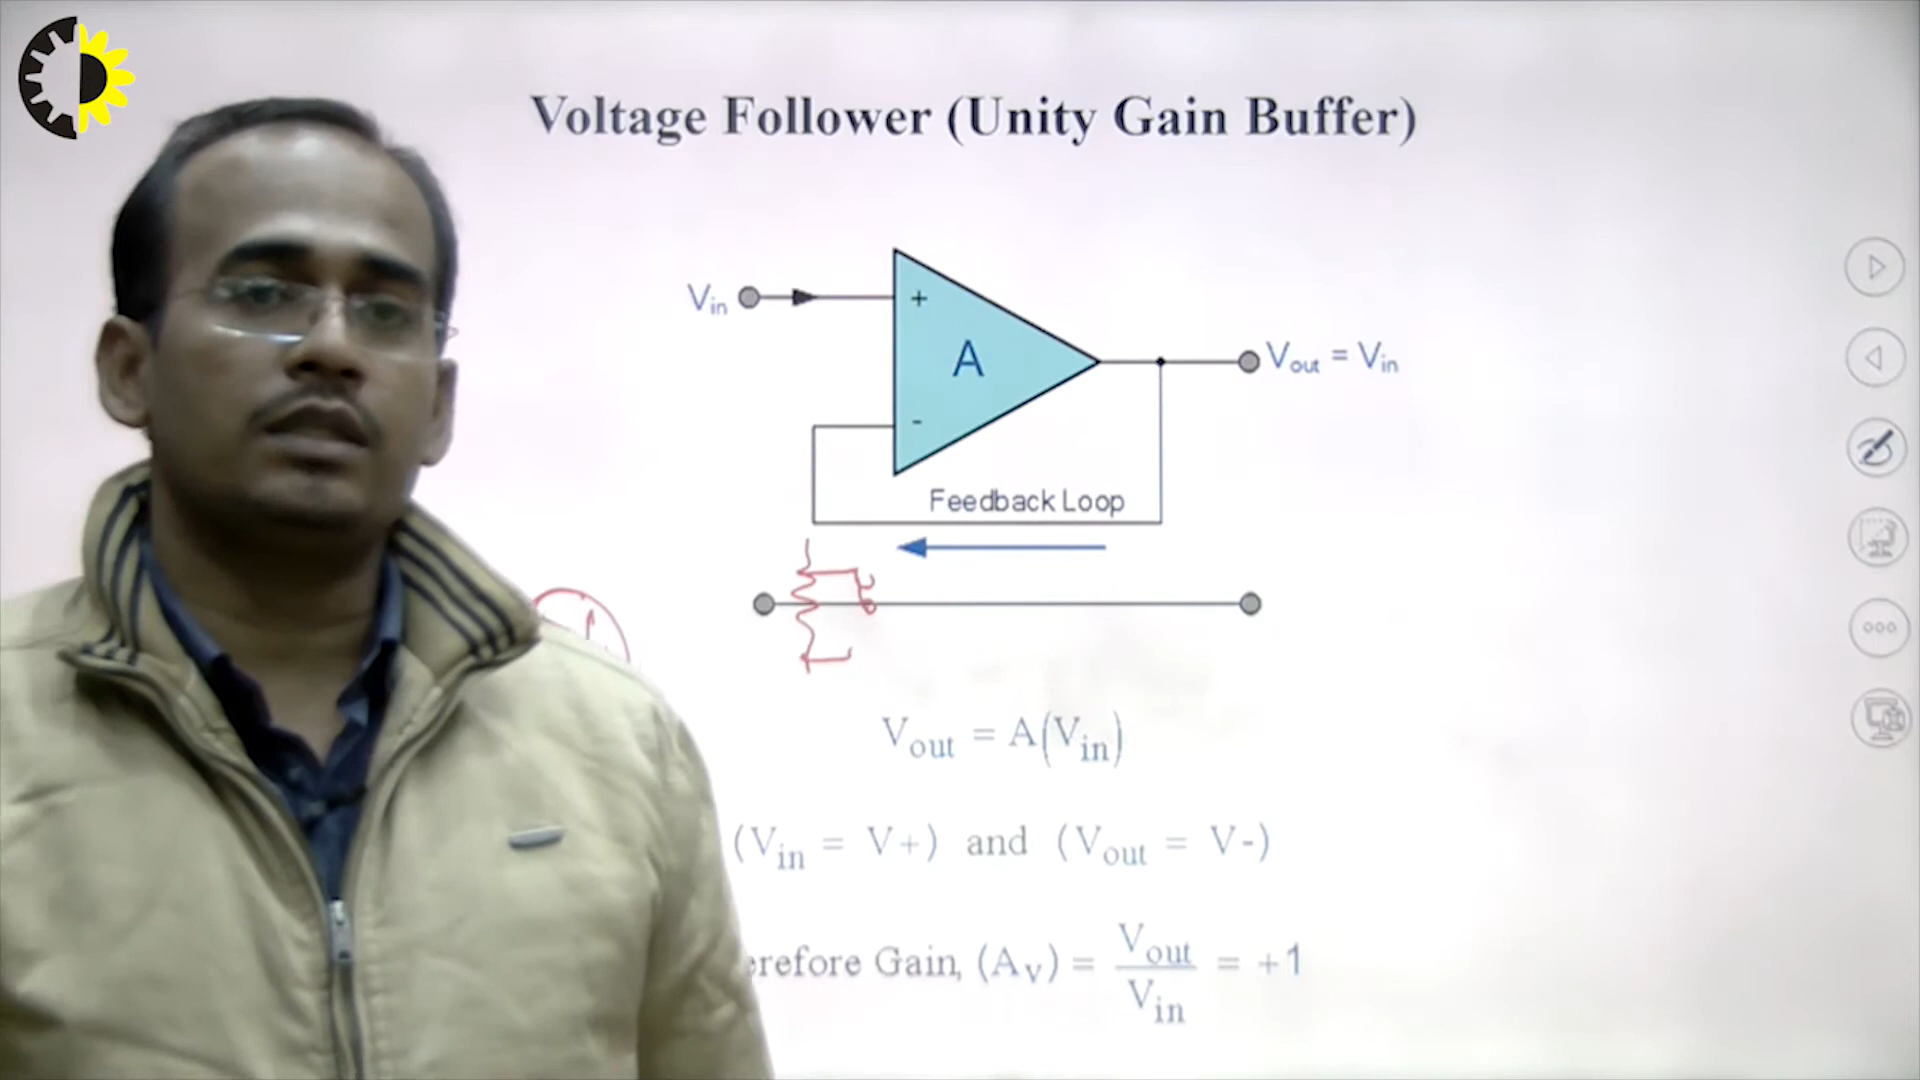 Voltage Follower (Unity Gain Buffer)
Vin
+
A
Vout = Vin
-
Feedback Loop
Vout = A(Vin)
(Vin = V+) and (Vout = V-)
erefore Gain, (Av) = Vout / Vin = +1